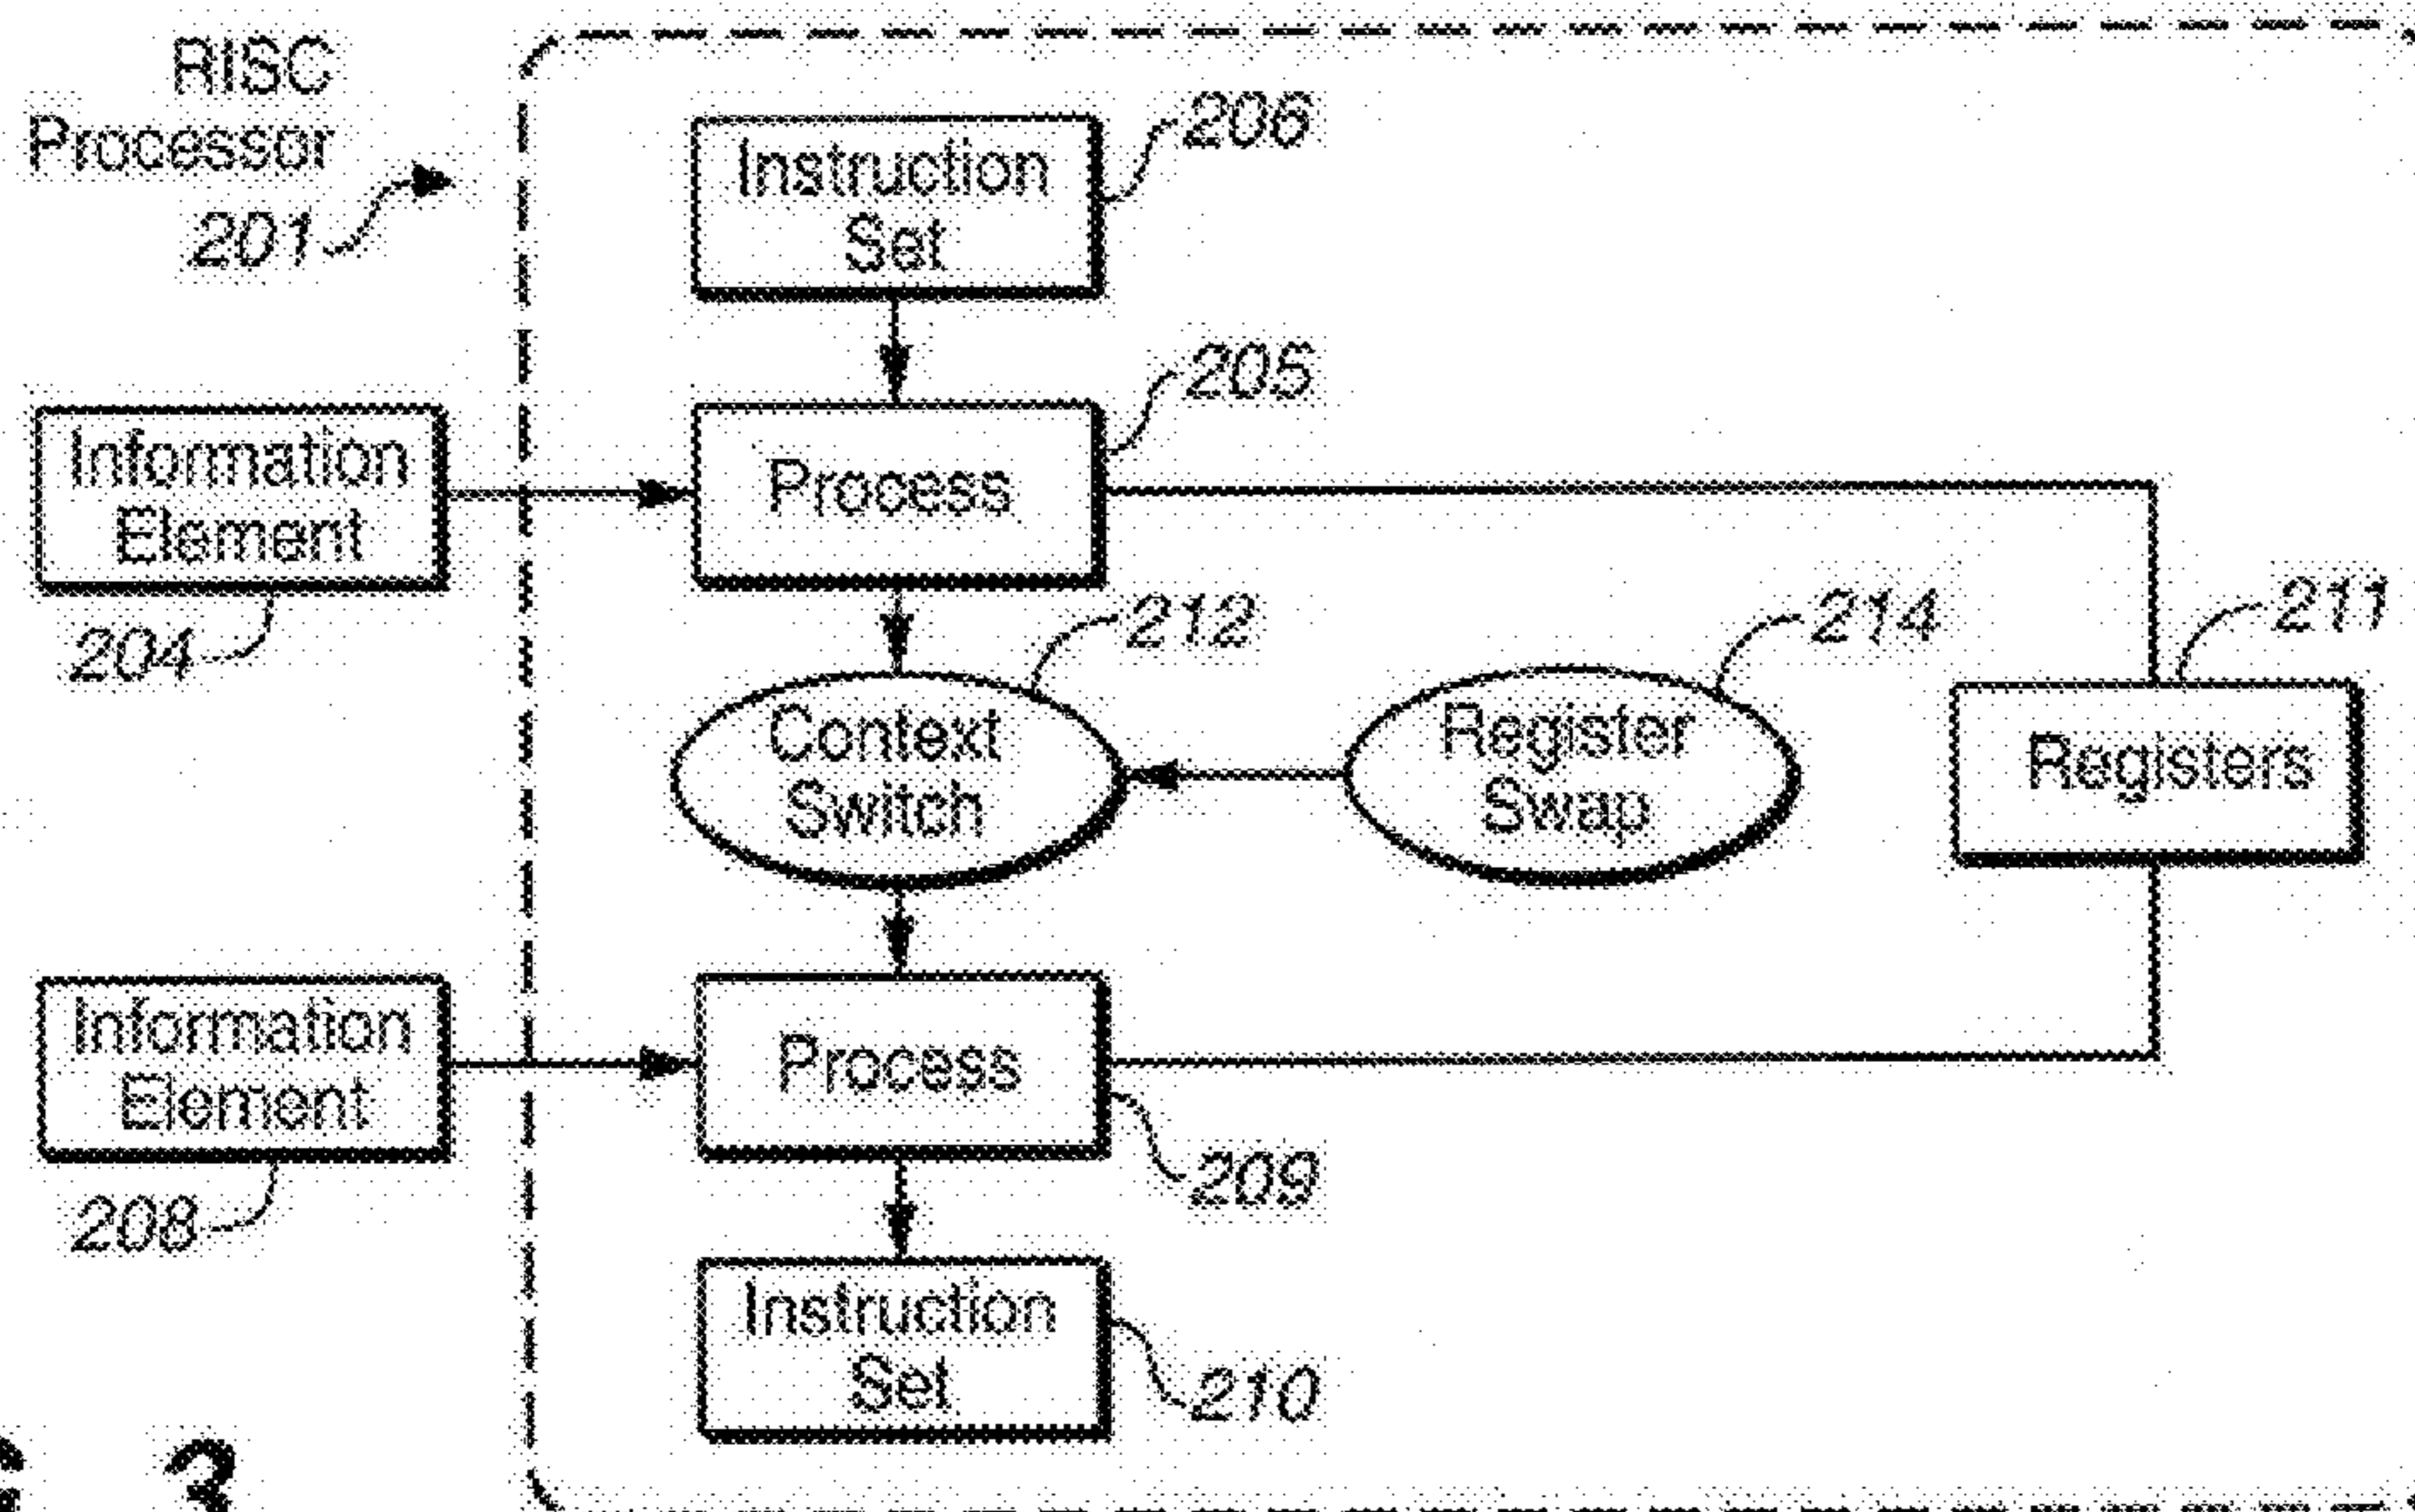 RISC
Processor
201
Instruction
Set
206
205
Information
Element
204
Process
212
214
211
Context
Switch
Register
Swap
Registers
Information
Element
208
Process
209
Instruction
Set
210
3